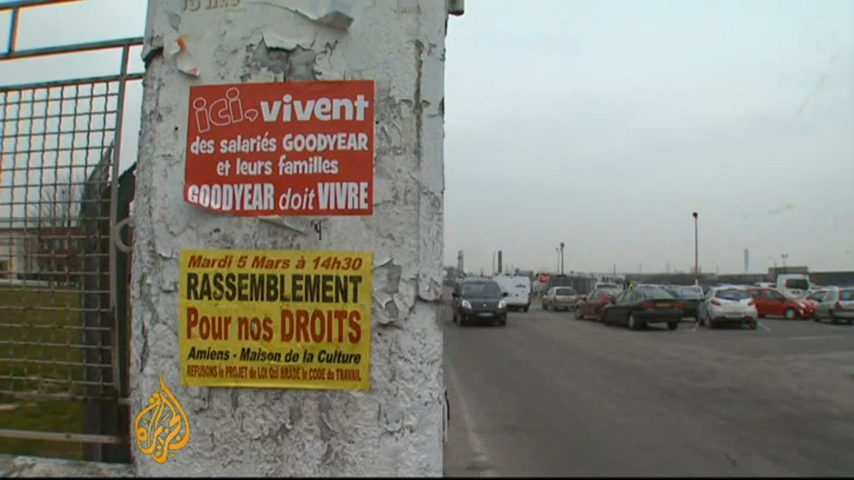 ici, vivent
des salariés GOODYEAR
et leurs familles
GOODYEAR doit VIVRE
Mardi 5 Mars à 14h30
RASSEMBLEMENT
Pour nos DROITS
Amiens - Maison de la Culture
REFUSONS le PROJET de LOI Qui BRADE le CODE du TRAVAIL